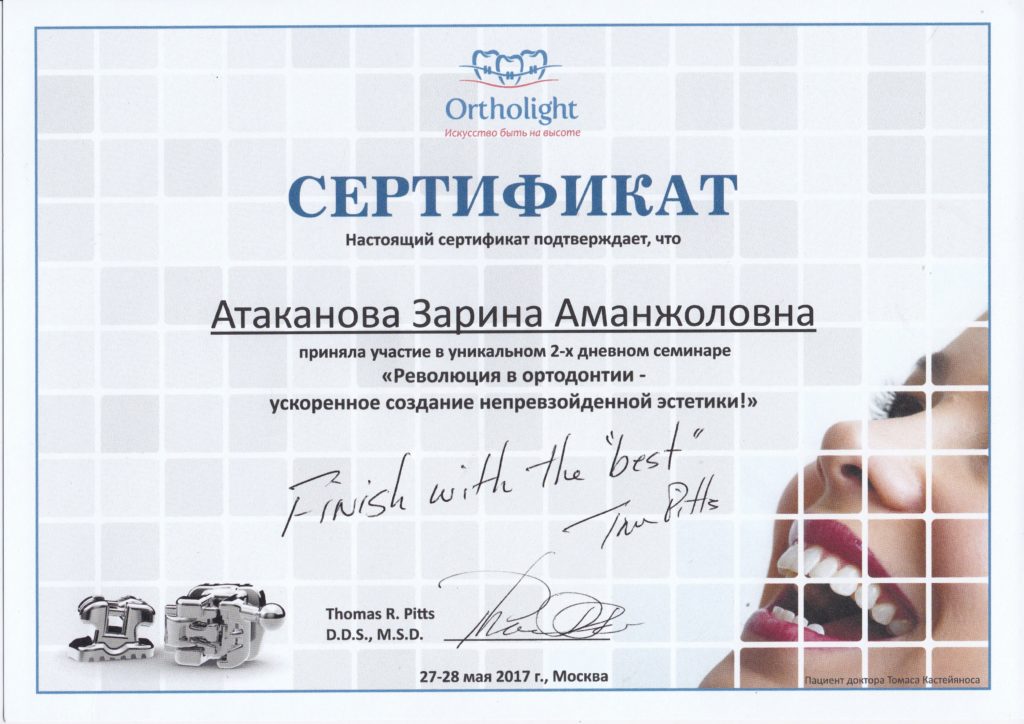 Ortholight
Искусство быть на высоте
СЕРТИФИКАТ
Настоящий сертификат подтверждает, что
Атаканова Зарина Аманжоловна
приняла участие в уникальном 2-х дневном семинаре
«Революция в ортодонтии -
ускоренное создание непревзойденной эстетики!»
Finish with the "best"
Tom Pitts
Thomas R. Pitts
D.D.S., M.S.D.
27-28 мая 2017 г., Москва
Пациент доктора Томаса Кастейяноса